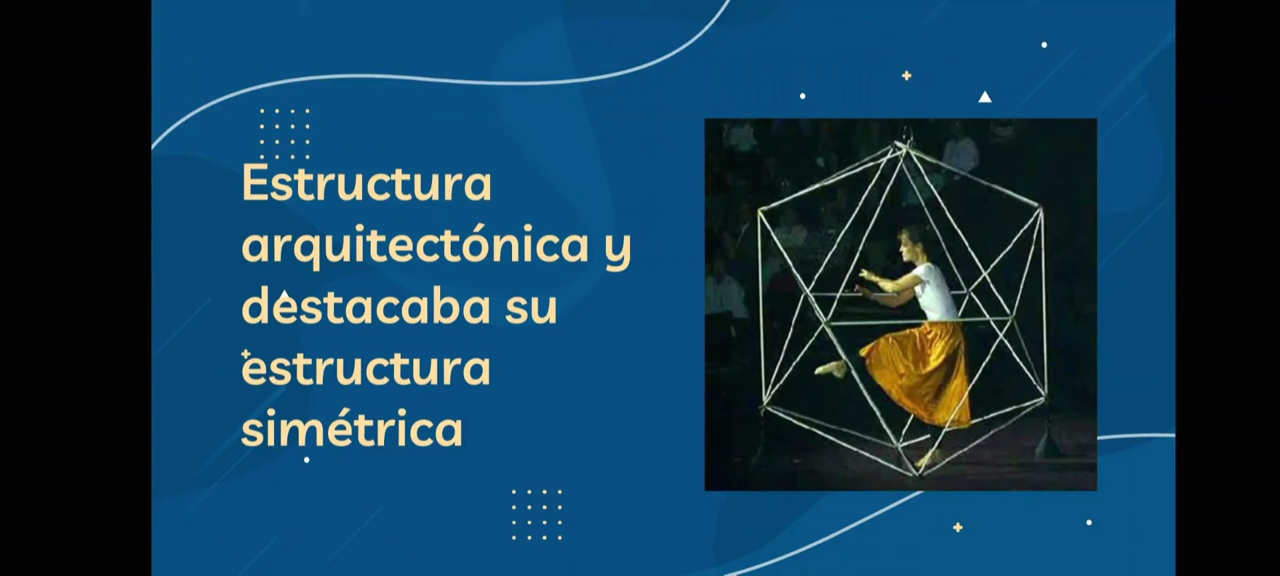 Estructura
arquitectónica y
destacaba su
estructura
simétrica